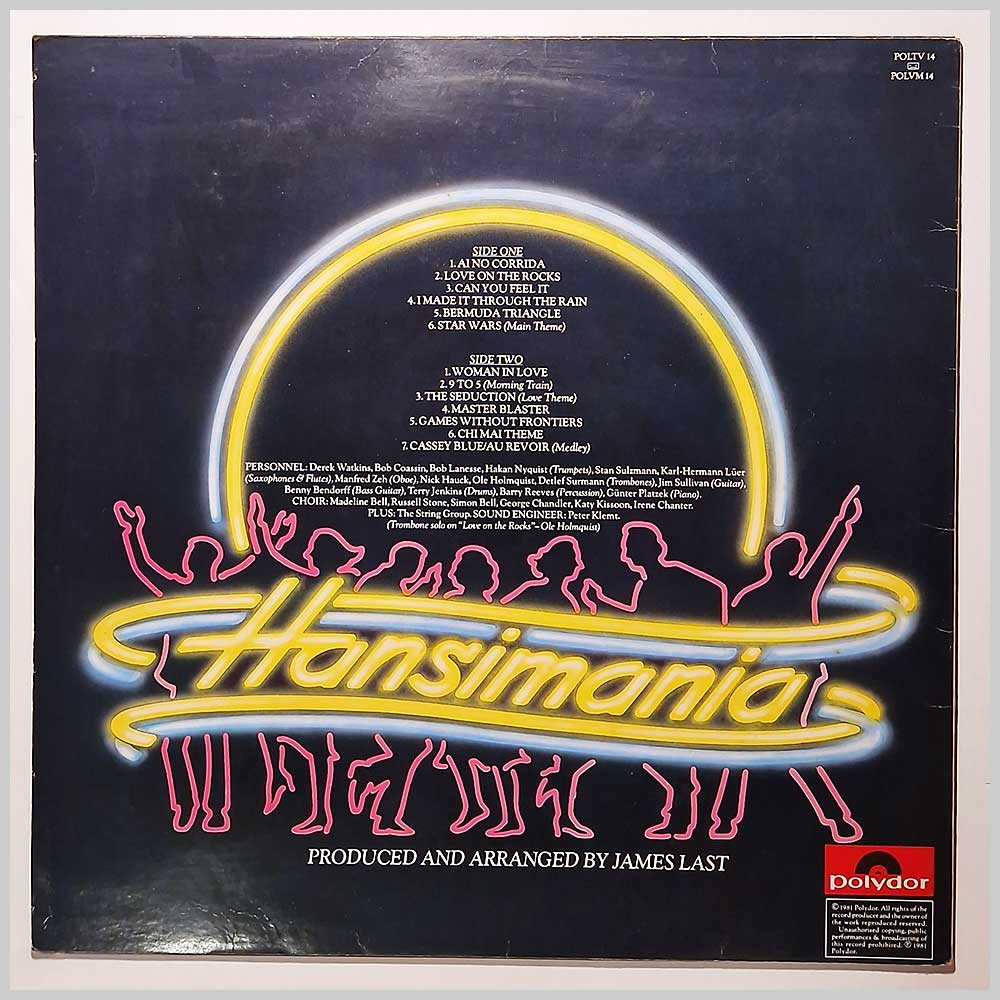 POLTV 14
POLVM 14
SIDE ONE
1. AI NO CORRIDA
2. LOVE ON THE ROCKS
3. CAN YOU FEEL IT
4. I MADE IT THROUGH THE RAIN
5. BERMUDA TRIANGLE
6. STAR WARS (Main Theme)
SIDE TWO
1. WOMAN IN LOVE
2. 9 TO 5 (Morning Train)
3. THE SEDUCTION (Love Theme)
4. MASTER BLASTER
5. GAMES WITHOUT FRONTIERS
6. CHI MAI THEME
7. CASSEY BLUE/AU REVOIR (Medley)
PERSONNEL: Derek Watkins, Bob Coassin, Bob Lanesse, Hakan Nyquist (Trumpets), Stan Sulzmann, Karl-Hermann Lüer
(Saxophones & Flutes), Manfred Zeh (Oboe), Nick Hauck, Ole Holmquist, Detlef Surmann (Trombones), Jim Sullivan (Guitar),
Benny Bendorff (Bass Guitar), Terry Jenkins (Drums), Barry Reeves (Percussion), Günter Platzek (Piano).
CHOIR: Madeline Bell, Russell Stone, Simon Bell, George Chandler, Katy Kissoon, Irene Chanter.
PLUS: The String Group. SOUND ENGINEER: Peter Klemt.
(Trombone solo on "Love on the Rocks"–Ole Holmquist)
Hansimania
PRODUCED AND ARRANGED BY JAMES LAST
polydor
© 1981 Polydor. All rights of the
record producer and the owner of
the work reproduced reserved.
Unauthorised copying, public
performances & broadcasting of
this record prohibited. ℗ 1981
Polydor.